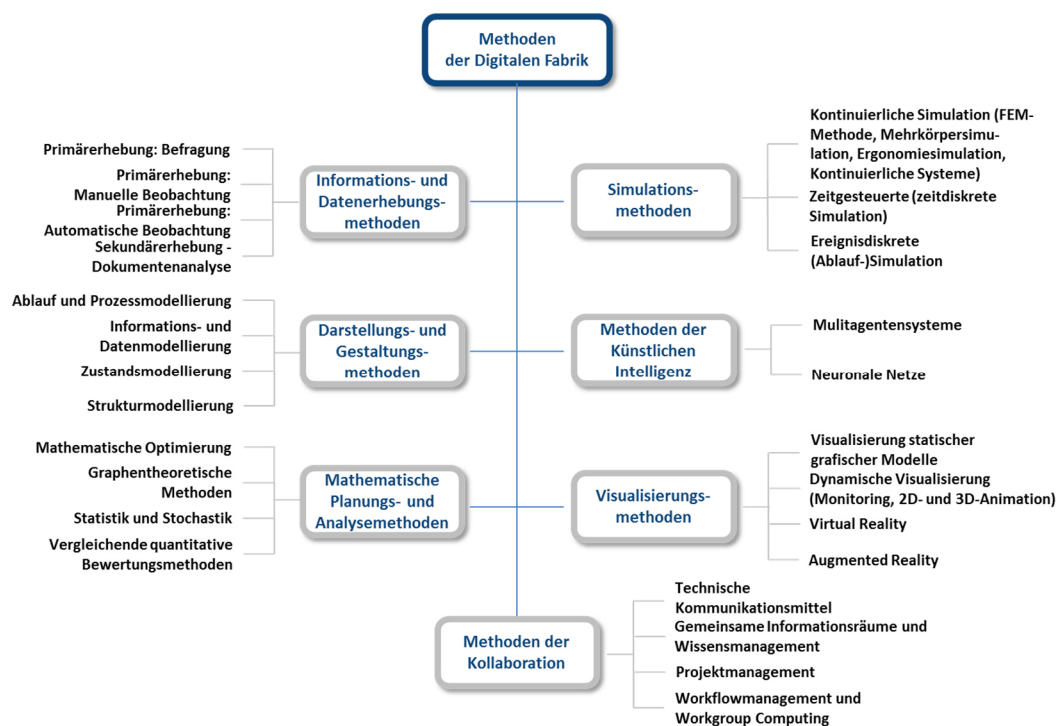 Methoden
der Digitalen Fabrik
Primärerhebung: Befragung
Primärerhebung:
Manuelle Beobachtung
Primärerhebung:
Automatische Beobachtung
Sekundärerhebung -
Dokumentenanalyse
Informations- und
Datenerhebungs-
methoden
Simulations-
methoden
Kontinuierliche Simulation (FEM-
Methode, Mehrkörpersimu-
lation, Ergonomiesimulation,
Kontinuierliche Systeme)
Zeitgesteuerte (zeitdiskrete
Simulation)
Ereignisdiskrete
(Ablauf-)Simulation
Ablauf und Prozessmodellierung
Informations- und
Datenmodellierung
Zustandsmodellierung
Strukturmodellierung
Darstellungs- und
Gestaltungs-
methoden
Methoden der
Künstlichen
Intelligenz
Mulitagentensysteme
Neuronale Netze
Mathematische Optimierung
Graphentheoretische
Methoden
Statistik und Stochastik
Vergleichende quantitative
Bewertungsmethoden
Mathematische
Planungs- und
Analysemethoden
Visualisierungs-
methoden
Visualisierung statischer
grafischer Modelle
Dynamische Visualisierung
(Monitoring, 2D- und 3D-Animation)
Virtual Reality
Augmented Reality
Methoden der
Kollaboration
Technische
Kommunikationsmittel
Gemeinsame Informationsräume und
Wissensmanagement
Projektmanagement
Workflowmanagement und
Workgroup Computing